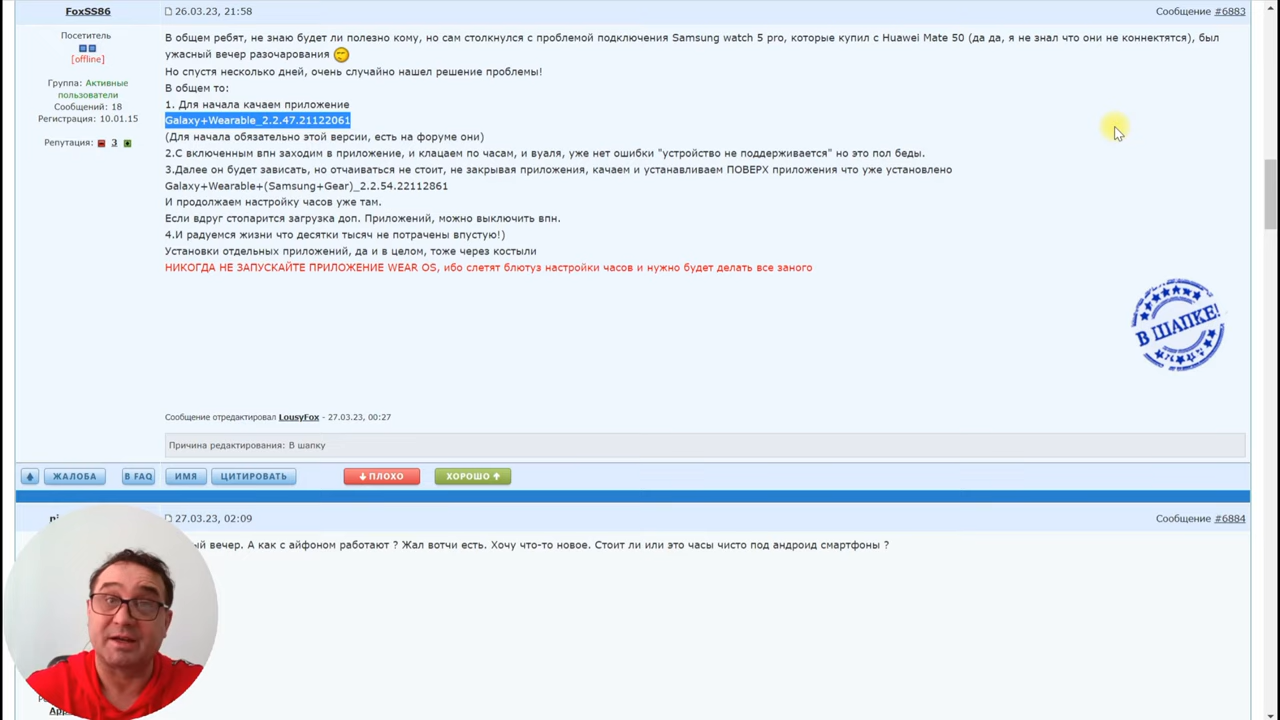 FoxSS86
26.03.23, 21:58
Сообщение #6883
Посетитель
[offline]
Группа: Активные
пользователи
Сообщений: 18
Регистрация: 10.01.15
Репутация: 3
В общем ребят, не знаю будет ли полезно кому, но сам столкнулся с проблемой подключения Samsung watch 5 pro, которые купил с Huawei Mate 50 (да да, я не знал что они не коннектятся), был
ужасный вечер разочарования
Но спустя несколько дней, очень случайно нашел решение проблемы!
В общем то:
1. Для начала качаем приложение
Galaxy+Wearable_2.2.47.21122061
(Для начала обязательно этой версии, есть на форуме они)
2.С включенным впн заходим в приложение, и клацаем по часам, и вуаля, уже нет ошибки "устройство не поддерживается" но это пол беды.
3.Далее он будет зависать, но отчаиваться не стоит, не закрывая приложения, качаем и устанавливаем ПОВЕРХ приложения что уже установлено
Galaxy+Wearable+(Samsung+Gear)_2.2.54.22112861
И продолжаем настройку часов уже там.
Если вдруг стопарится загрузка доп. Приложений, можно выключить впн.
4.И радуемся жизни что десятки тысяч не потрачены впустую!)
Установки отдельных приложений, да и в целом, тоже через костыли
НИКОГДА НЕ ЗАПУСКАЙТЕ ПРИЛОЖЕНИЕ WEAR OS, ибо слетят блютуз настройки часов и нужно будет делать все заного
В ШАПКЕ!
Сообщение отредактировал LousyFox - 27.03.23, 00:27
Причина редактирования: В шапку
ЖАЛОБА
В FAQ
ИМЯ
ЦИТИРОВАТЬ
ПЛОХО
ХОРОШО
27.03.23, 02:09
Сообщение #6884
вечер. А как с айфоном работают ? Жал вотчи есть. Хочу что-то новое. Стоит ли или это часы чисто под андроид смартфоны ?